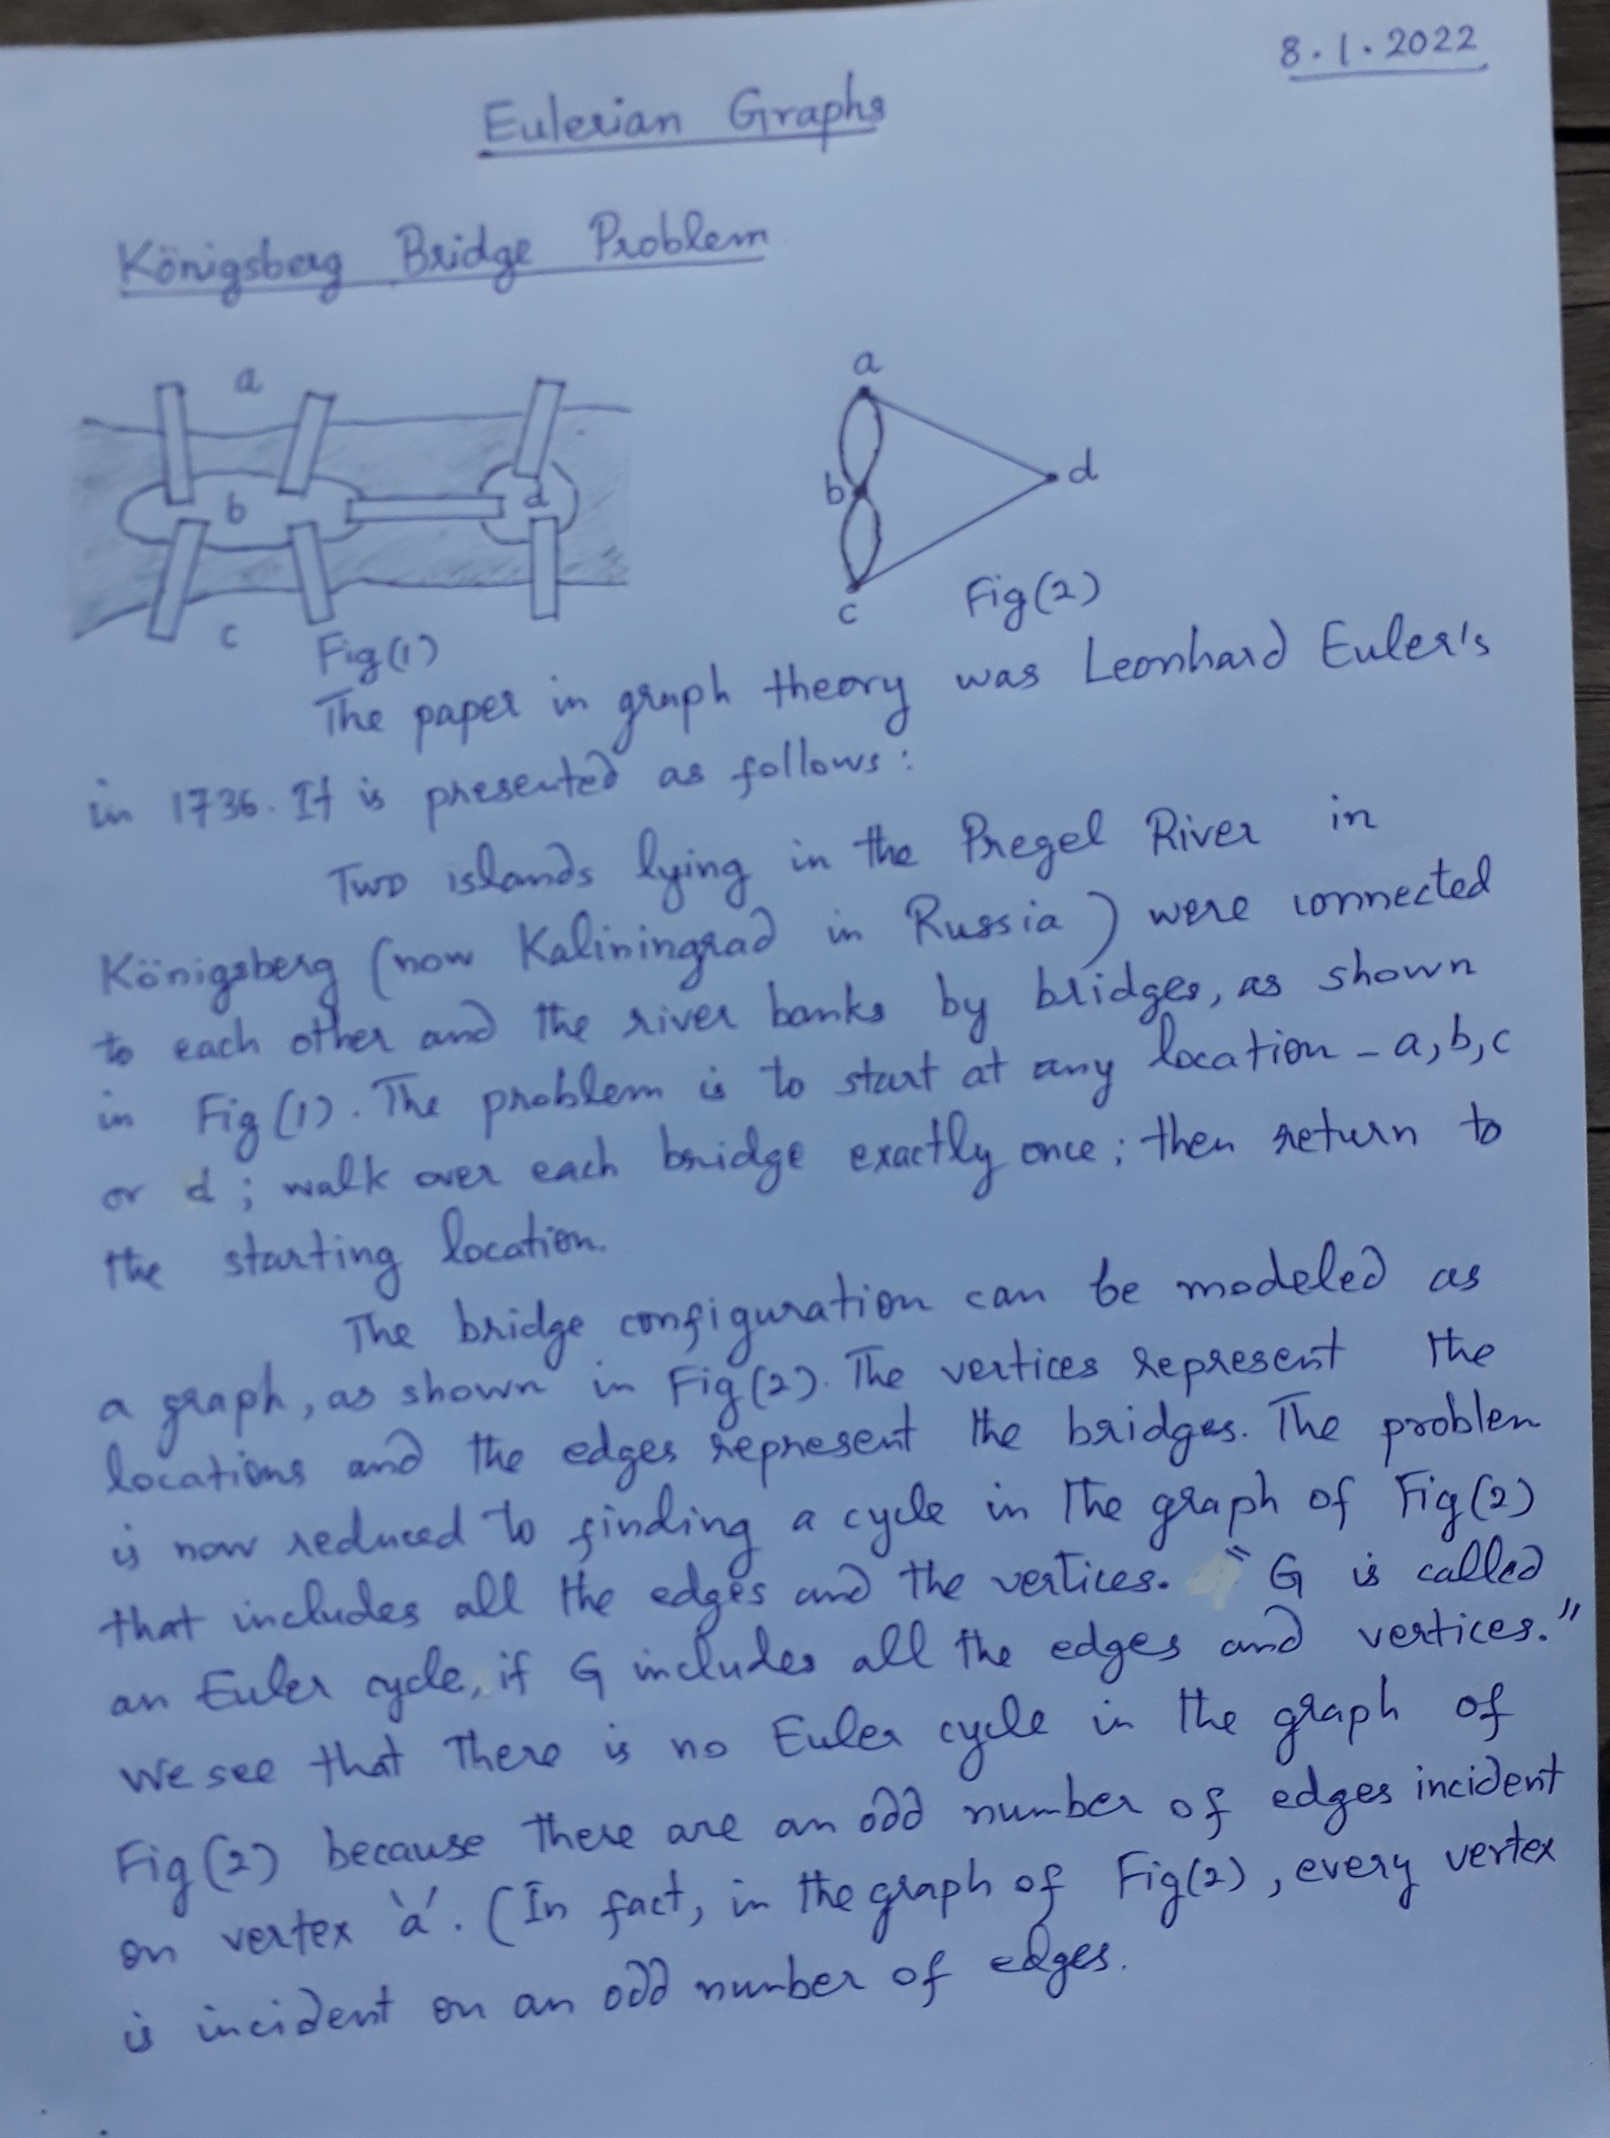 8.1.2022
Eulerian Graphs
Königsberg Bridge Problem
a
b
d
c
Fig(1)
a
b
d
c
Fig(2)
The paper in graph theory was Leonhard Euler's
in 1736. It is presented as follows:
Two islands lying in the Pregel River in
Königsberg (now Kaliningrad in Russia) were connected
to each other and the river banks by bridges, as shown
in Fig(1). The problem is to start at any location - a,b,c
or d; walk over each bridge exactly once; then return to
the starting location.
The bridge configuration can be modeled as
a graph, as shown in Fig(2). The vertices represent the
locations and the edges represent the bridges. The problem
is now reduced to finding a cycle in the graph of Fig(2)
that includes all the edges and the vertices. "G is called
an Euler cycle, if G includes all the edges and vertices."
We see that there is no Euler cycle in the graph of
Fig(2) because there are an odd number of edges incident
on vertex 'a'. (In fact, in the graph of Fig(2), every vertex
is incident on an odd number of edges.